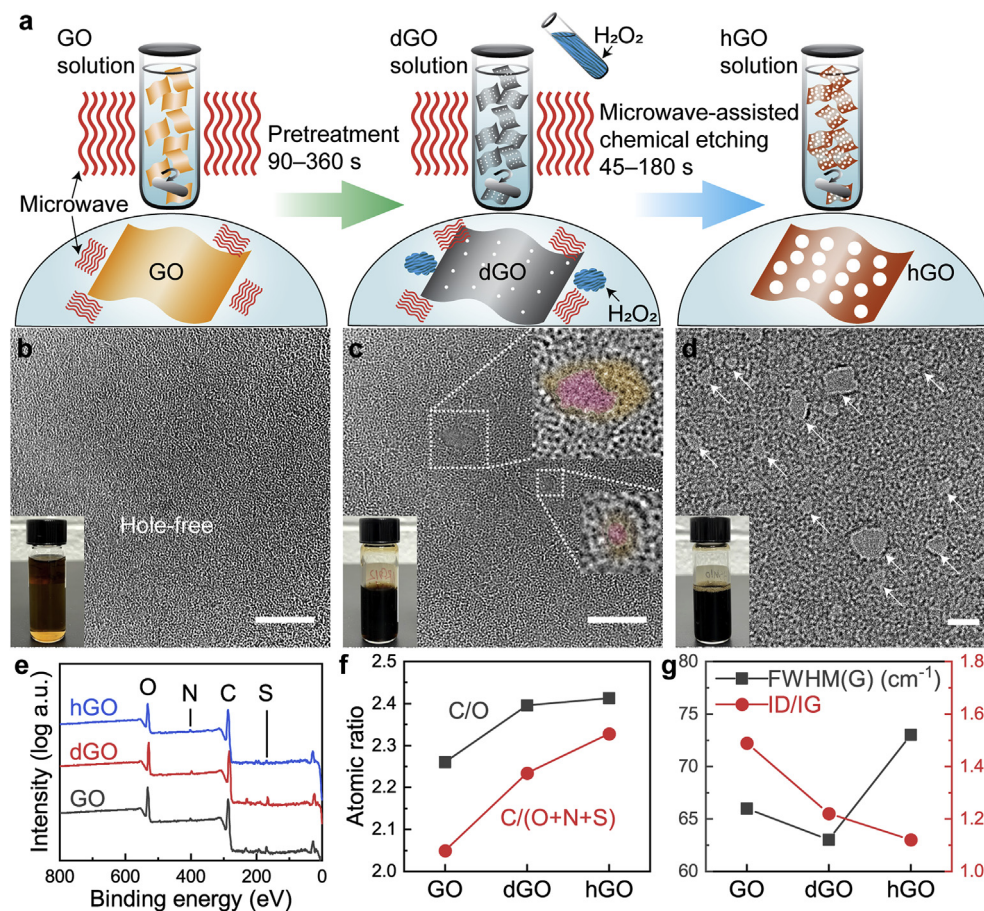 a
GO
solution
dGO
solution
H₂O₂
hGO
solution
Pretreatment
90–360 s
Microwave-assisted
chemical etching
45–180 s
Microwave
GO
dGO
H₂O₂
hGO
b
Hole-free
c
d
e
O N C S
hGO
dGO
GO
Intensity (log a.u.)
800 600 400 200 0
Binding energy (eV)
f
2.5
2.4
2.3
2.2
2.1
2.0
Atomic ratio
C/O
C/(O+N+S)
GO dGO hGO
g
80
75
70
65
60
FWHM(G) (cm⁻¹)
ID/IG
1.8
1.6
1.4
1.2
1.0
GO dGO hGO